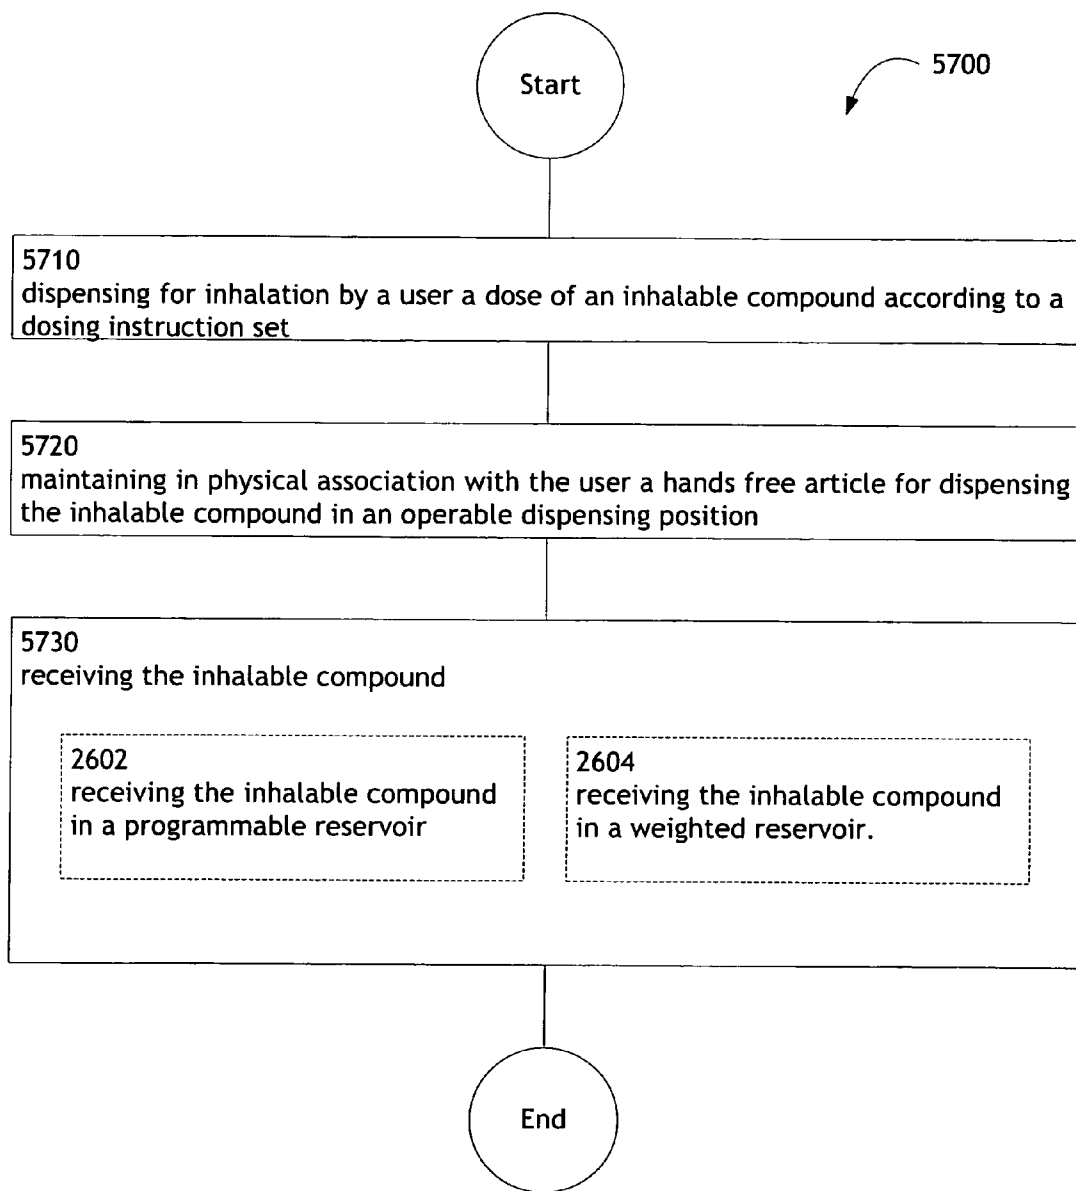 Start
5700
5710
dispensing for inhalation by a user a dose of an inhalable compound according to a
dosing instruction set
5720
maintaining in physical association with the user a hands free article for dispensing
the inhalable compound in an operable dispensing position
5730
receiving the inhalable compound
2602
receiving the inhalable compound
in a programmable reservoir
2604
receiving the inhalable compound
in a weighted reservoir.
End